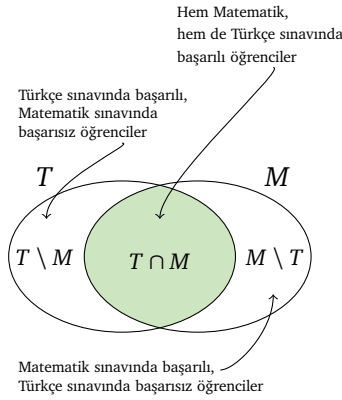 Hem Matematik,
hem de Türkçe sınavında
başarılı öğrenciler
Türkçe sınavında başarılı,
Matematik sınavında
başarısız öğrenciler
T
M
T \ M
T ∩ M
M \ T
Matematik sınavında başarılı,
Türkçe sınavında başarısız öğrenciler